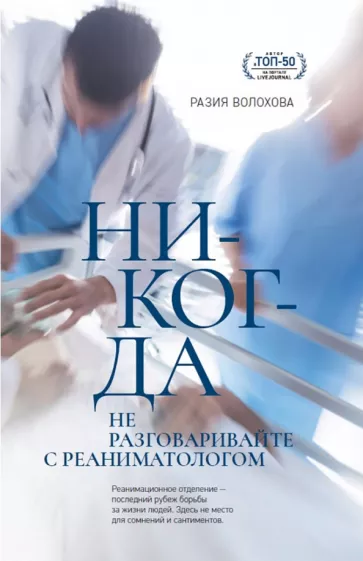 АВТОР
.ТОП-50
НА ПОРТАЛЕ
LIVEJOURNAL
РАЗИЯ ВОЛОХОВА
НИ-
КОГ-
ДА
НЕ
РАЗГОВАРИВАЙТЕ
С РЕАНИМАТОЛОГОМ
Реанимационное отделение —
последний рубеж борьбы
за жизни людей. Здесь не место
для сомнений и сантиментов.